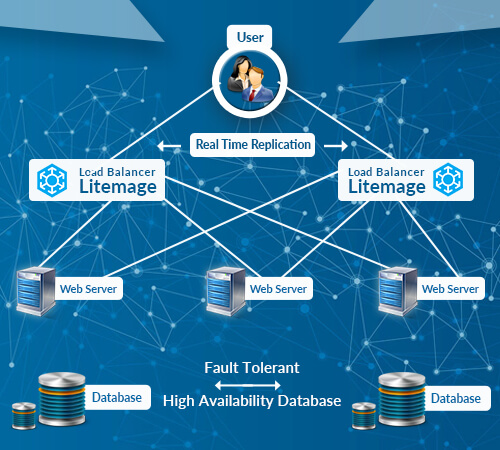 User
Real Time Replication
Load Balancer
Litemage
Load Balancer
Litemage
Web Server
Web Server
Web Server
Fault Tolerant
High Availability Database
Database
Database